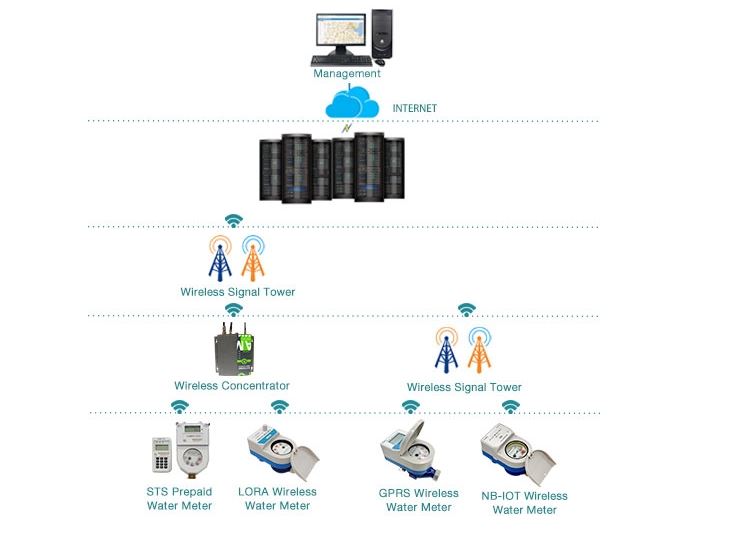 Management
INTERNET
Wireless Signal Tower
Wireless Concentrator
Wireless Signal Tower
STS Prepaid
Water Meter
LORA Wireless
Water Meter
GPRS Wireless
Water Meter
NB-IOT Wireless
Water Meter